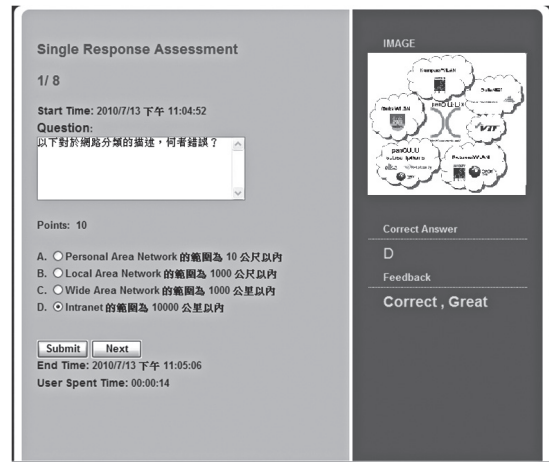 Single Response Assessment
1/ 8
Start Time: 2010/7/13 下午 11:04:52
Question:
以下對於網路分類的描述，何者錯誤？
Points: 10
A. Personal Area Network 的範圍為 10 公尺以內
B. Local Area Network 的範圍為 1000 公尺以內
C. Wide Area Network 的範圍為 1000 公里以內
D. Intranet 的範圍為 10000 公里以內
Submit Next
End Time: 2010/7/13 下午 11:05:06
User Spent Time: 00:00:14
IMAGE
Correct Answer
D
Feedback
Correct , Great